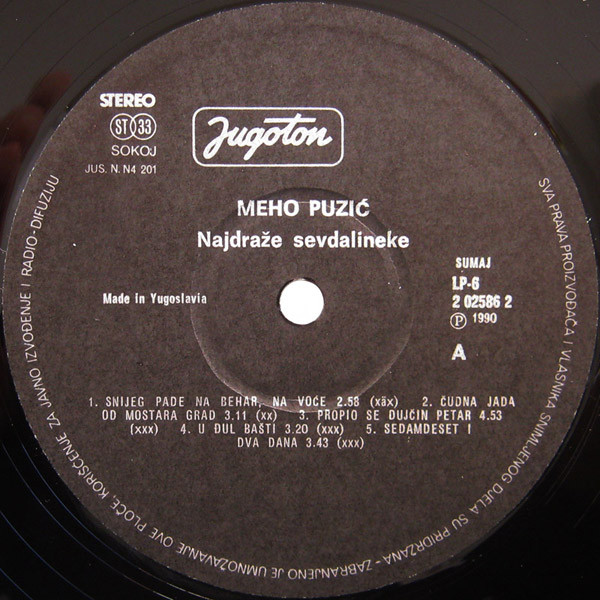 STEREO
ST 33
SOKOJ
JUS. N. N4 201
Jugoton
MEHO PUZIĆ
Najdraže sevdalineke
Made in Yugoslavia
SUMAJ
LP-6
2 02586 2
Ⓟ 1990
A
1. SNIJEG PADE NA BEHAR, NA VOĆE 2.58 (xäx) 2. ČUDNA JADA
OD MOSTARA GRAD 3.11 (xx) 3. PROPIO SE DUJČIN PETAR 4.53
(xxx) 4. U ĐUL BAŠTI 3.20 (xxx) 5. SEDAMDESET I
DVA DANA 3.43 (xxx)
SVA PRAVA PROIZVOĐAČA I VLASNIKA SNIMLJENOG DJELA SU PRIDRŽANA - ZABRANJENO JE UMNOŽAVANJE OVE PLOČE, KORIŠĆENJE ZA JAVNO IZVOĐENJE I RADIO-DIFUZIJU